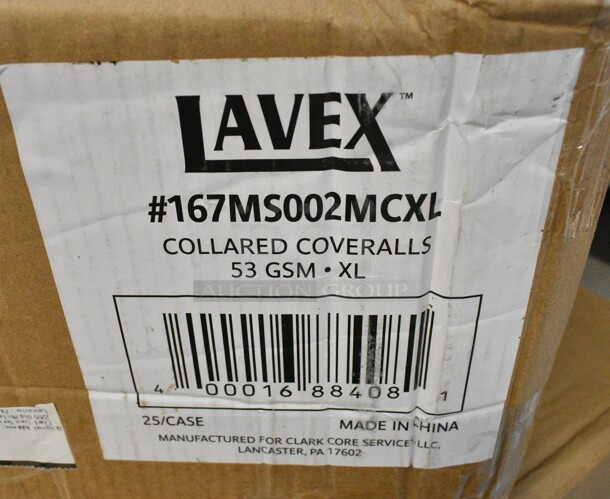 LAVEX™
#167MS002MCXL
COLLARED COVERALLS
53 GSM • XL
AUCTION GROUP
4 00016 88408 1
25/CASE MADE IN CHINA
MANUFACTURED FOR CLARK CORE SERVICES LLC,
LANCASTER, PA 17602